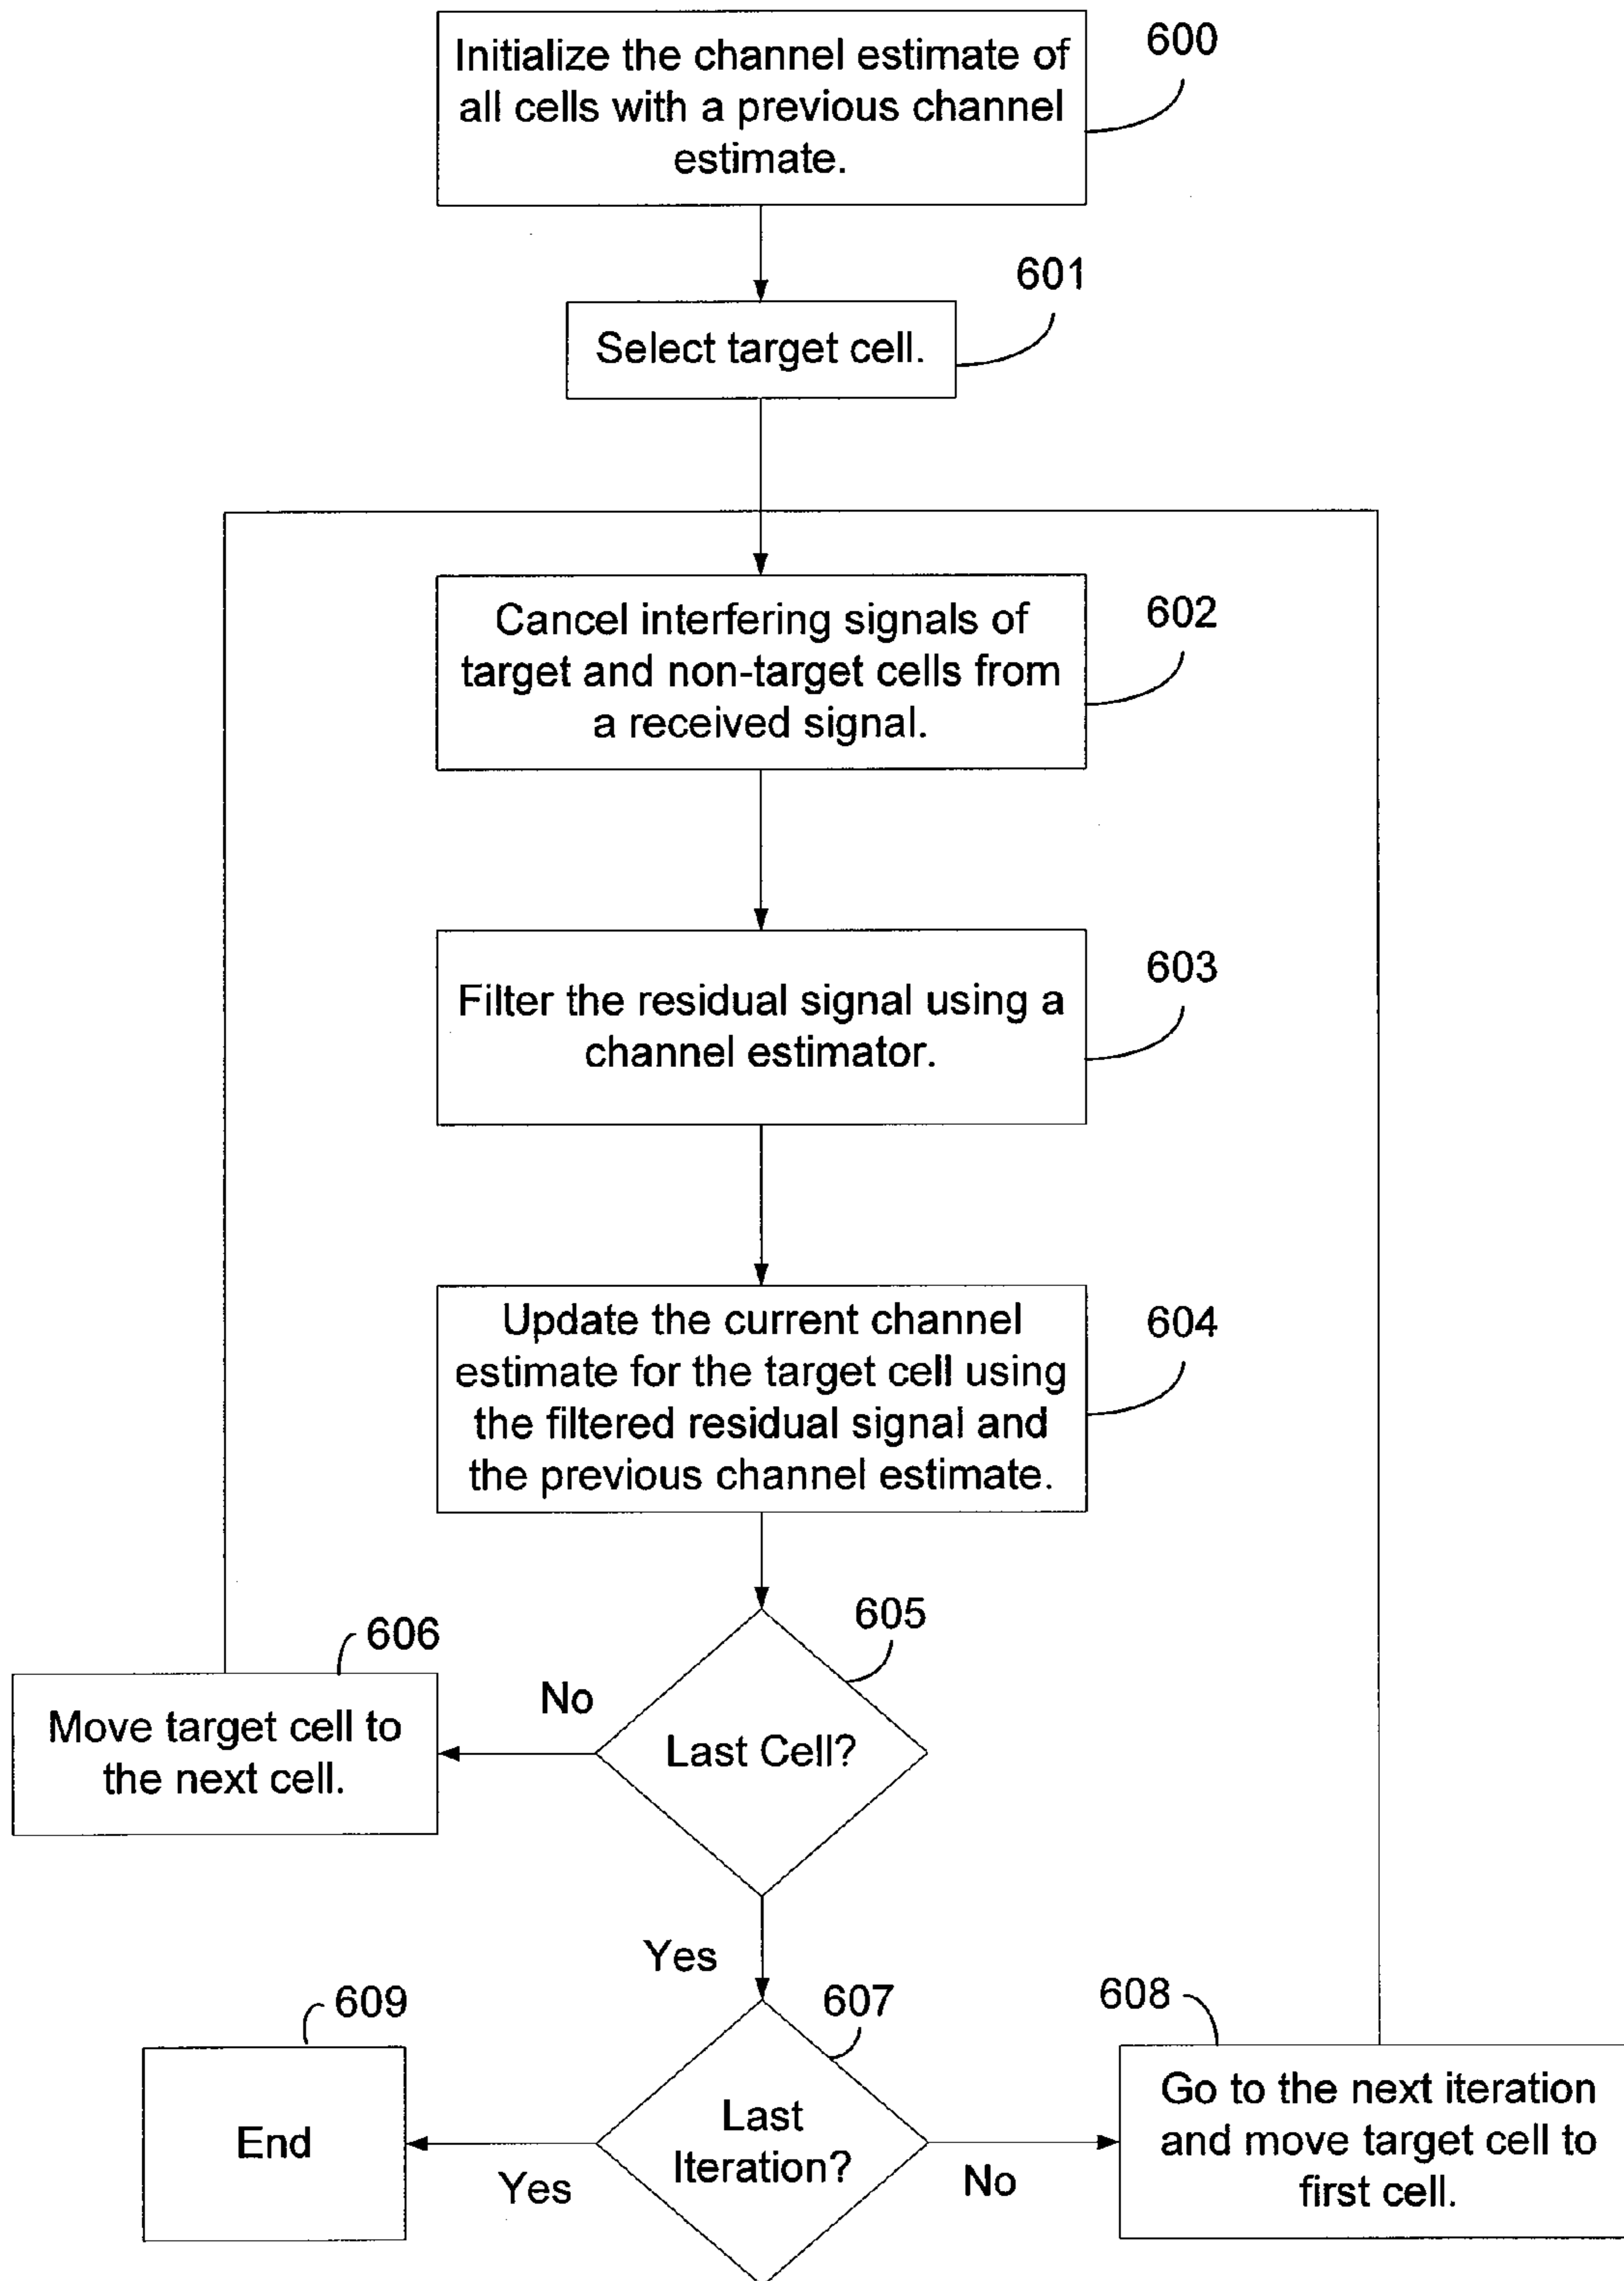 Initialize the channel estimate of
all cells with a previous channel
estimate.
600
601
Select target cell.
Cancel interfering signals of
target and non-target cells from
a received signal.
602
Filter the residual signal using a
channel estimator.
603
Update the current channel
estimate for the target cell using
the filtered residual signal and
the previous channel estimate.
604
605
606
No
Move target cell to
the next cell.
Last Cell?
Yes
609
607
608
End
Last
Iteration?
Yes
No
Go to the next iteration
and move target cell to
first cell.